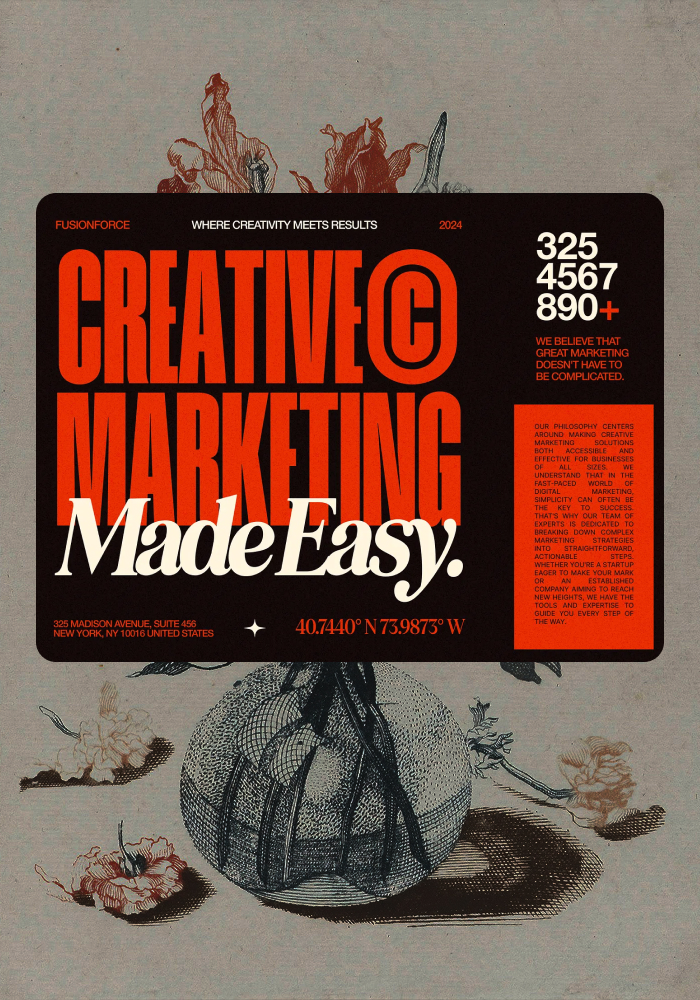 FUSIONFORCE
WHERE CREATIVITY MEETS RESULTS
2024
CREATIVE©
MARKETING
Made Easy.
325 MADISON AVENUE, SUITE 456
NEW YORK, NY 10016 UNITED STATES
40.7440° N 73.9873° W
325
4567
890+
WE BELIEVE THAT
GREAT MARKETING
DOESN'T HAVE TO
BE COMPLICATED.
OUR PHILOSOPHY CENTERS
AROUND MAKING CREATIVE
MARKETING SOLUTIONS
BOTH ACCESSIBLE AND
EFFECTIVE FOR BUSINESSES
OF ALL SIZES. WE
UNDERSTAND THAT IN THE
FAST-PACED WORLD OF
DIGITAL MARKETING,
SIMPLICITY CAN OFTEN BE
THE KEY TO SUCCESS.
THAT'S WHY OUR TEAM OF
EXPERTS IS DEDICATED TO
BREAKING DOWN COMPLEX
MARKETING STRATEGIES
INTO STRAIGHTFORWARD,
ACTIONABLE STEPS.
WHETHER YOU'RE A STARTUP
EAGER TO MAKE YOUR MARK
OR AN ESTABLISHED
COMPANY AIMING TO REACH
NEW HEIGHTS, WE HAVE THE
TOOLS AND EXPERTISE TO
GUIDE YOU EVERY STEP OF
THE WAY.